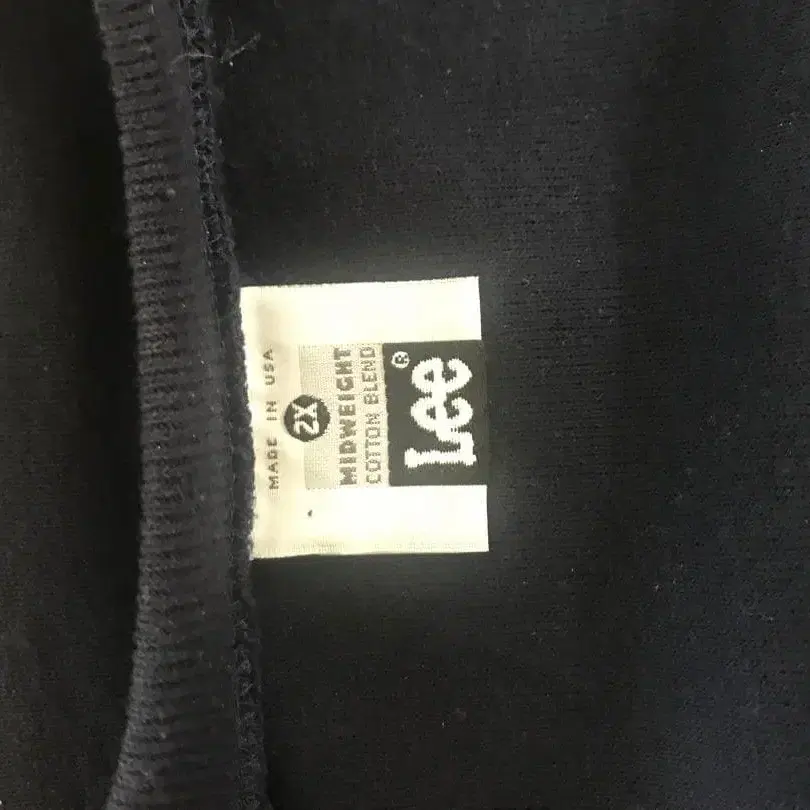 Lee®
COTTON BLEND
MIDWEIGHT
2X
MADE IN USA